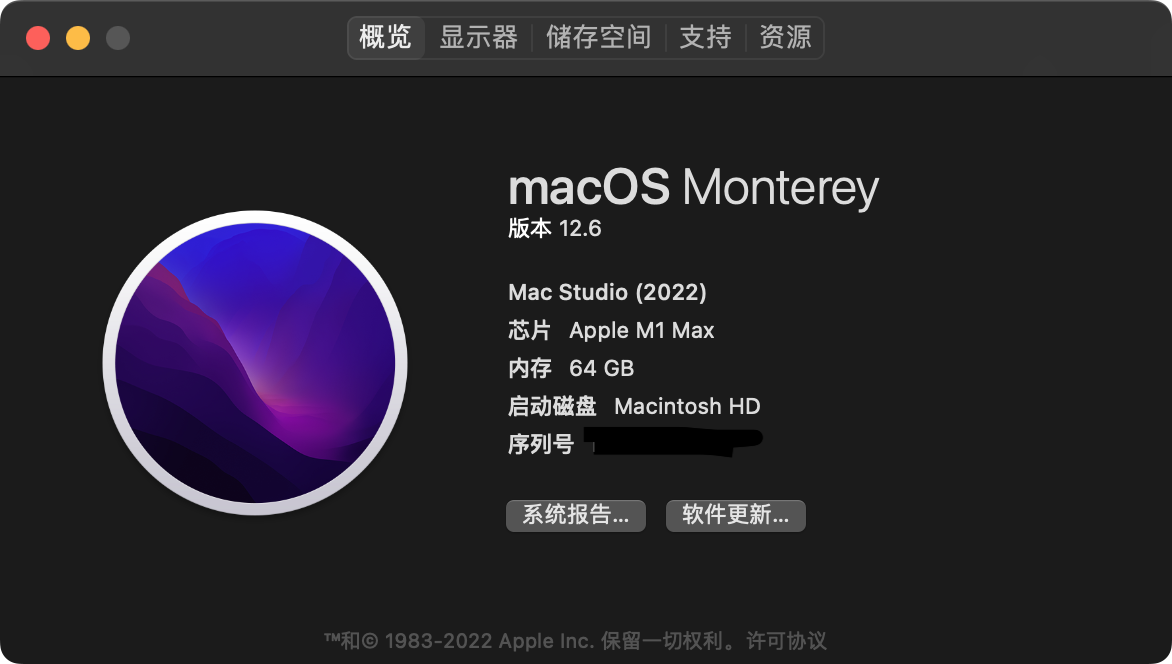 概览 显示器 储存空间 支持 资源
macOS Monterey
版本 12.6
Mac Studio (2022)
芯片 Apple M1 Max
内存 64 GB
启动磁盘 Macintosh HD
序列号
系统报告... 软件更新...
™和© 1983-2022 Apple Inc. 保留一切权利。许可协议